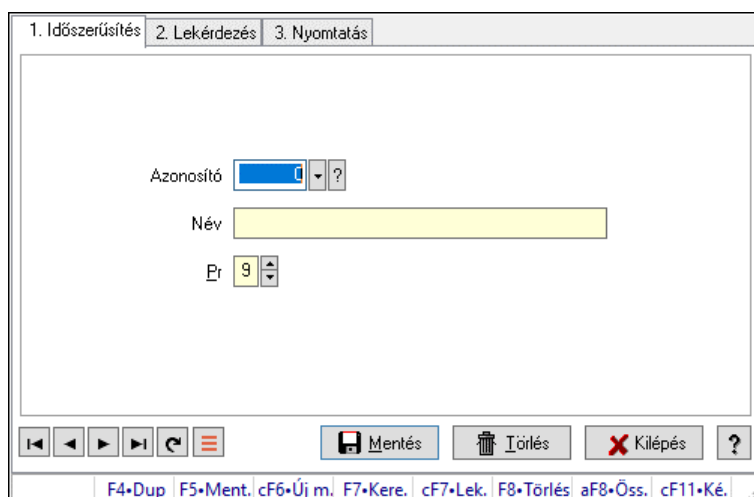 1. Időszerűsítés 2. Lekérdezés 3. Nyomtatás
Azonosító 0 ?
Név
Pr 9
Mentés Törlés Kilépés ?
F4•Dup F5•Ment. cF6•Új m. F7•Kere. cF7•Lek. F8•Törlés aF8•Öss. cF11•Ké.